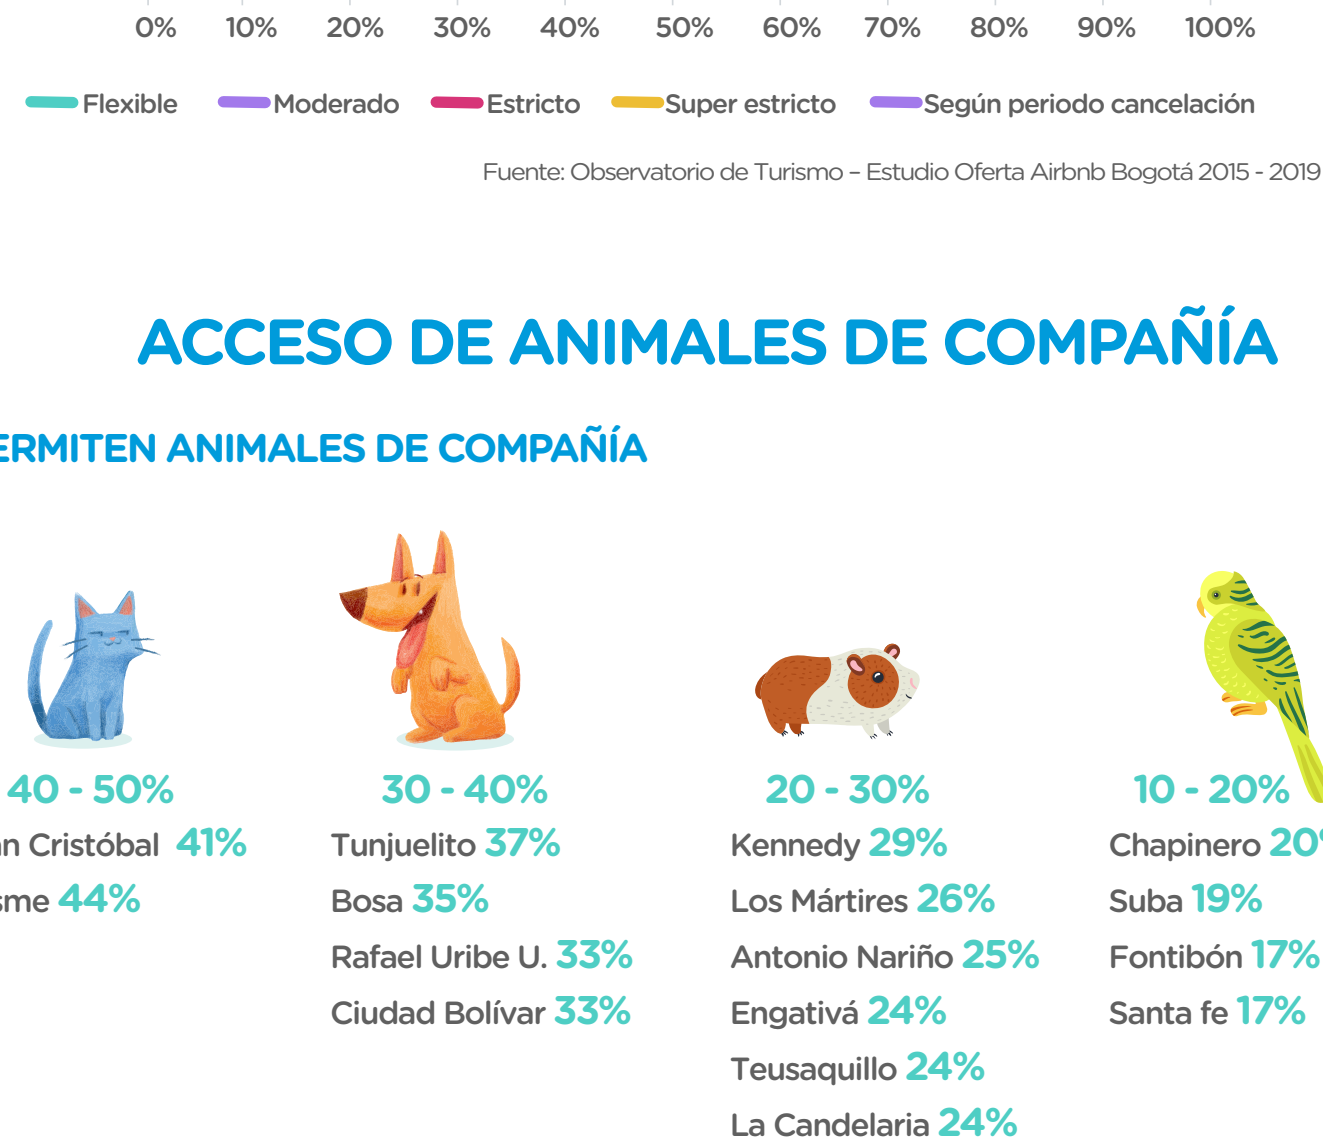 0% 10% 20% 30% 40% 50% 60% 70% 80% 90% 100%
Flexible Moderado Estricto Super estricto Según periodo cancelación
Fuente: Observatorio de Turismo – Estudio Oferta Airbnb Bogotá 2015 - 2019
ACCESO DE ANIMALES DE COMPAÑÍA
ERMITEN ANIMALES DE COMPAÑÍA
40 - 50%
an Cristóbal 41%
sme 44%
30 - 40%
Tunjuelito 37%
Bosa 35%
Rafael Uribe U. 33%
Ciudad Bolívar 33%
20 - 30%
Kennedy 29%
Los Mártires 26%
Antonio Nariño 25%
Engativá 24%
Teusaquillo 24%
La Candelaria 24%
10 - 20%
Chapinero 20%
Suba 19%
Fontibón 17%
Santa fe 17%